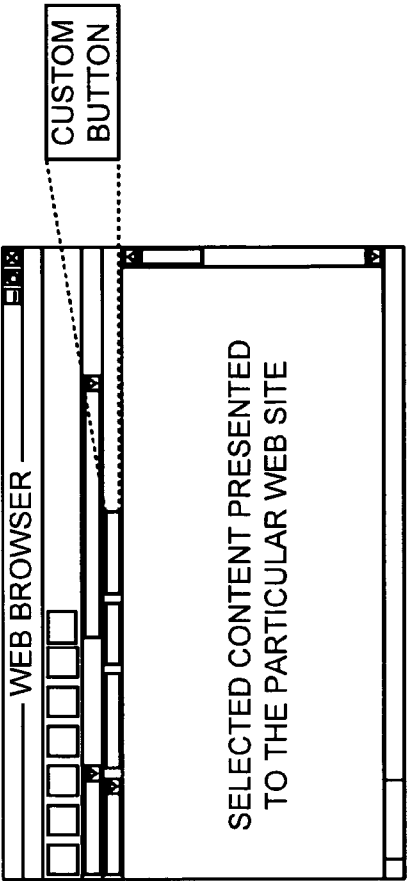 WEB BROWSER
CUSTOM
BUTTON
SELECTED CONTENT PRESENTED
TO THE PARTICULAR WEB SITE